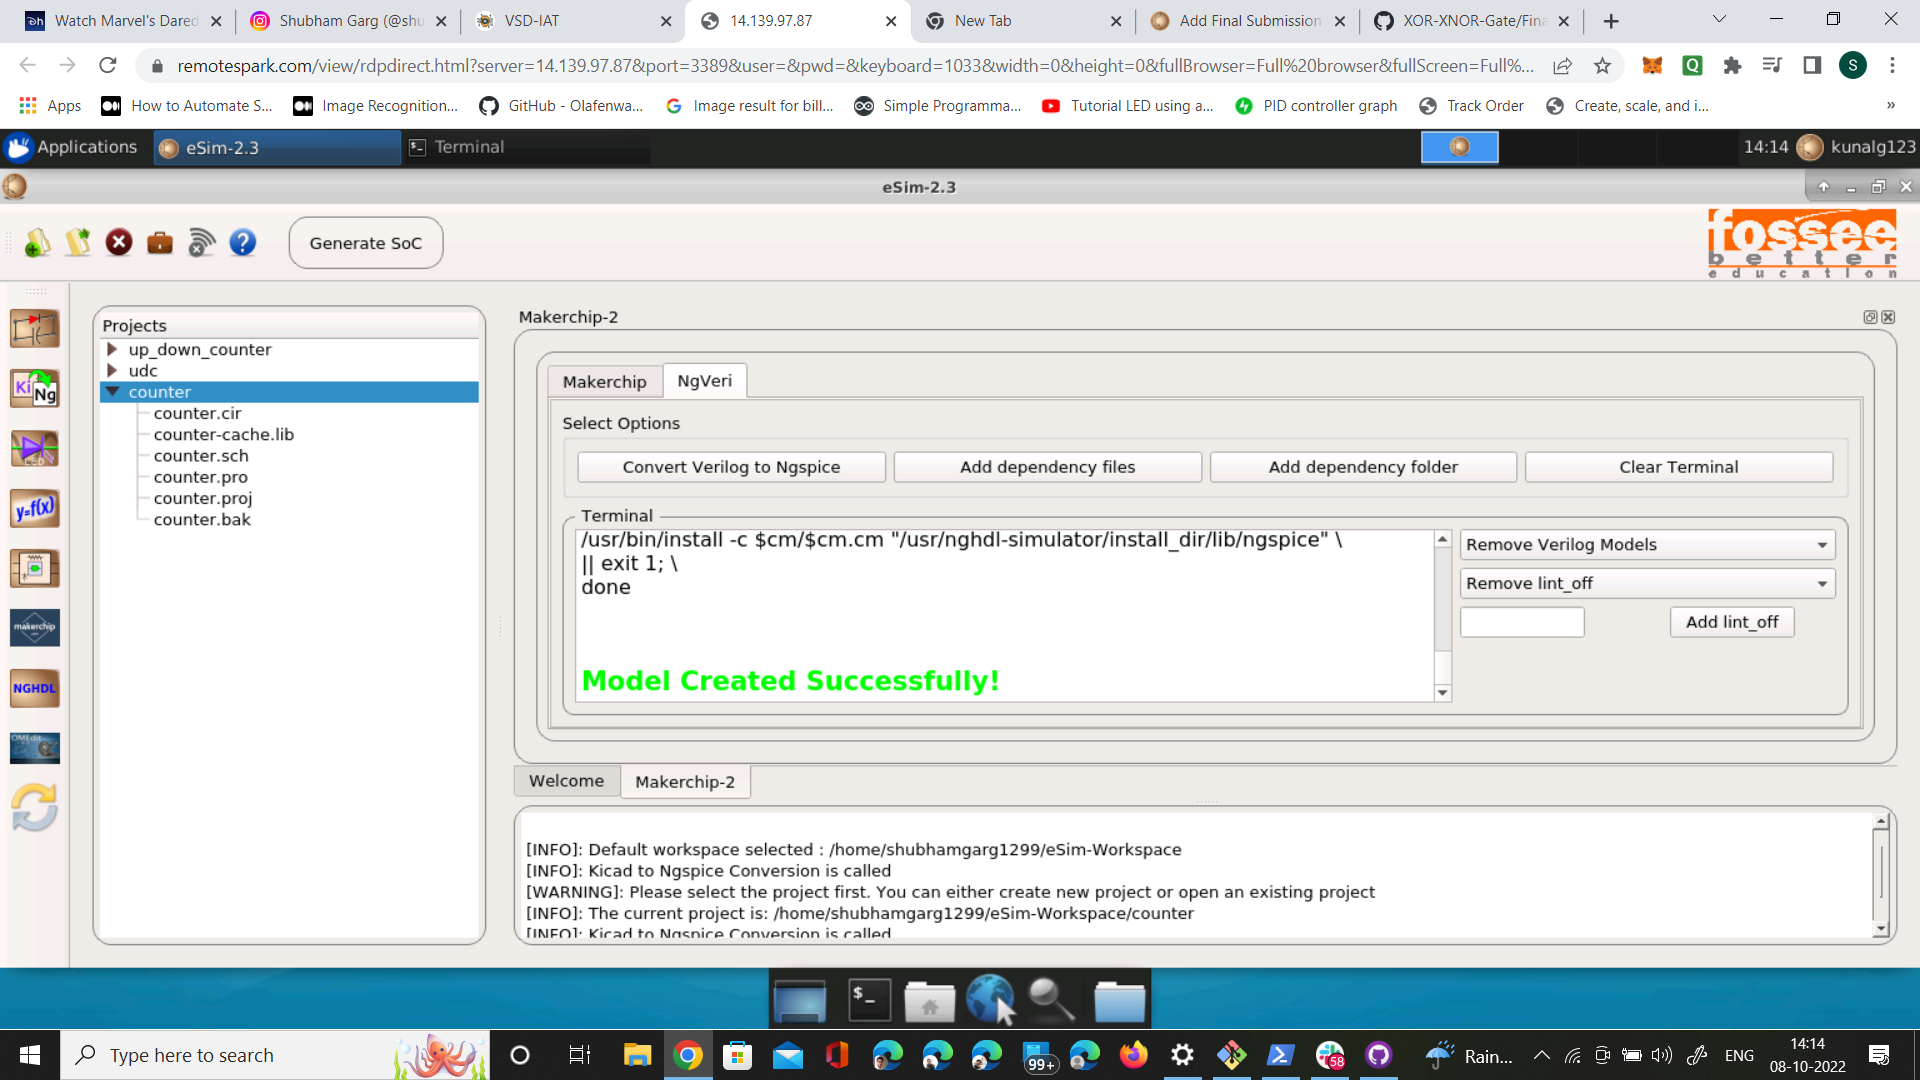 Watch Marvel's Dared
Shubham Garg (@shu
VSD-IAT
14.139.97.87
New Tab
Add Final Submission
XOR-XNOR-Gate/Fina
remotespark.com/view/rdpdirect.html?server=14.139.97.87&port=3389&user=&pwd=&keyboard=1033&width=0&height=0&fullBrowser=Full%20browser&fullScreen=Full%...
S
Apps
How to Automate S...
Image Recognition...
GitHub - Olafenwa...
Image result for bill...
Simple Programma...
Tutorial LED using a...
PID controller graph
Track Order
Create, scale, and i...
»
Applications
eSim-2.3
Terminal
14:14
kunalg123
eSim-2.3
Generate SoC
fossee
better
education
Projects
up_down_counter
udc
counter
counter.cir
counter-cache.lib
counter.sch
counter.pro
counter.proj
counter.bak
Ki
Ng
y=f(x)
makerchip
NGHDL
OMEdit
Makerchip-2
Makerchip
NgVeri
Select Options
Convert Verilog to Ngspice
Add dependency files
Add dependency folder
Clear Terminal
Terminal
/usr/bin/install -c $cm/$cm.cm "/usr/nghdl-simulator/install_dir/lib/ngspice" \
|| exit 1; \
done
Model Created Successfully!
Remove Verilog Models
Remove lint_off
Add lint_off
Welcome
Makerchip-2
[INFO]: Default workspace selected : /home/shubhamgarg1299/eSim-Workspace
[INFO]: Kicad to Ngspice Conversion is called
[WARNING]: Please select the project first. You can either create new project or open an existing project
[INFO]: The current project is: /home/shubhamgarg1299/eSim-Workspace/counter
[INFO]: Kicad to Ngspice Conversion is called
Type here to search
99+
58
Rain...
ENG
14:14
08-10-2022